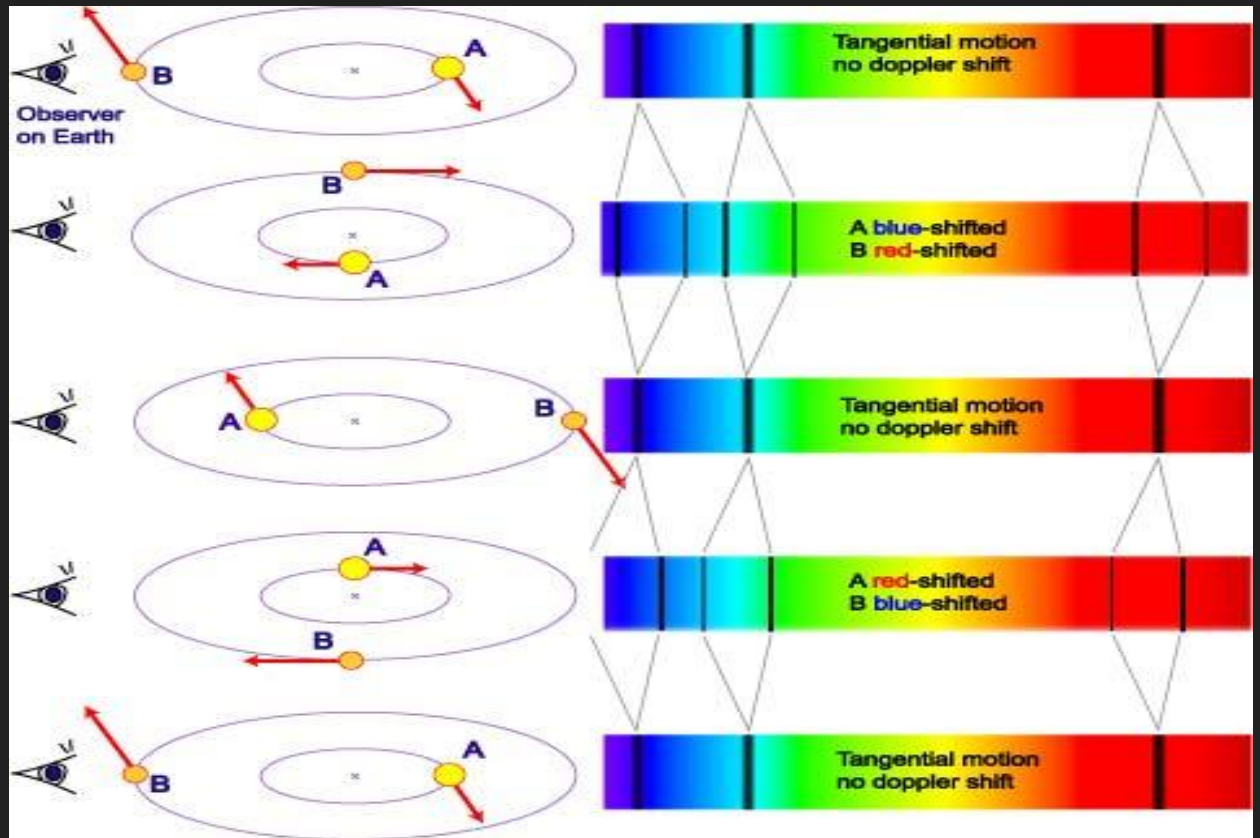 A
B
Observer
on Earth
Tangential motion
no doppler shift
B
A
A blue-shifted
B red-shifted
A
B
Tangential motion
no doppler shift
A
B
A red-shifted
B blue-shifted
A
B
Tangential motion
no doppler shift